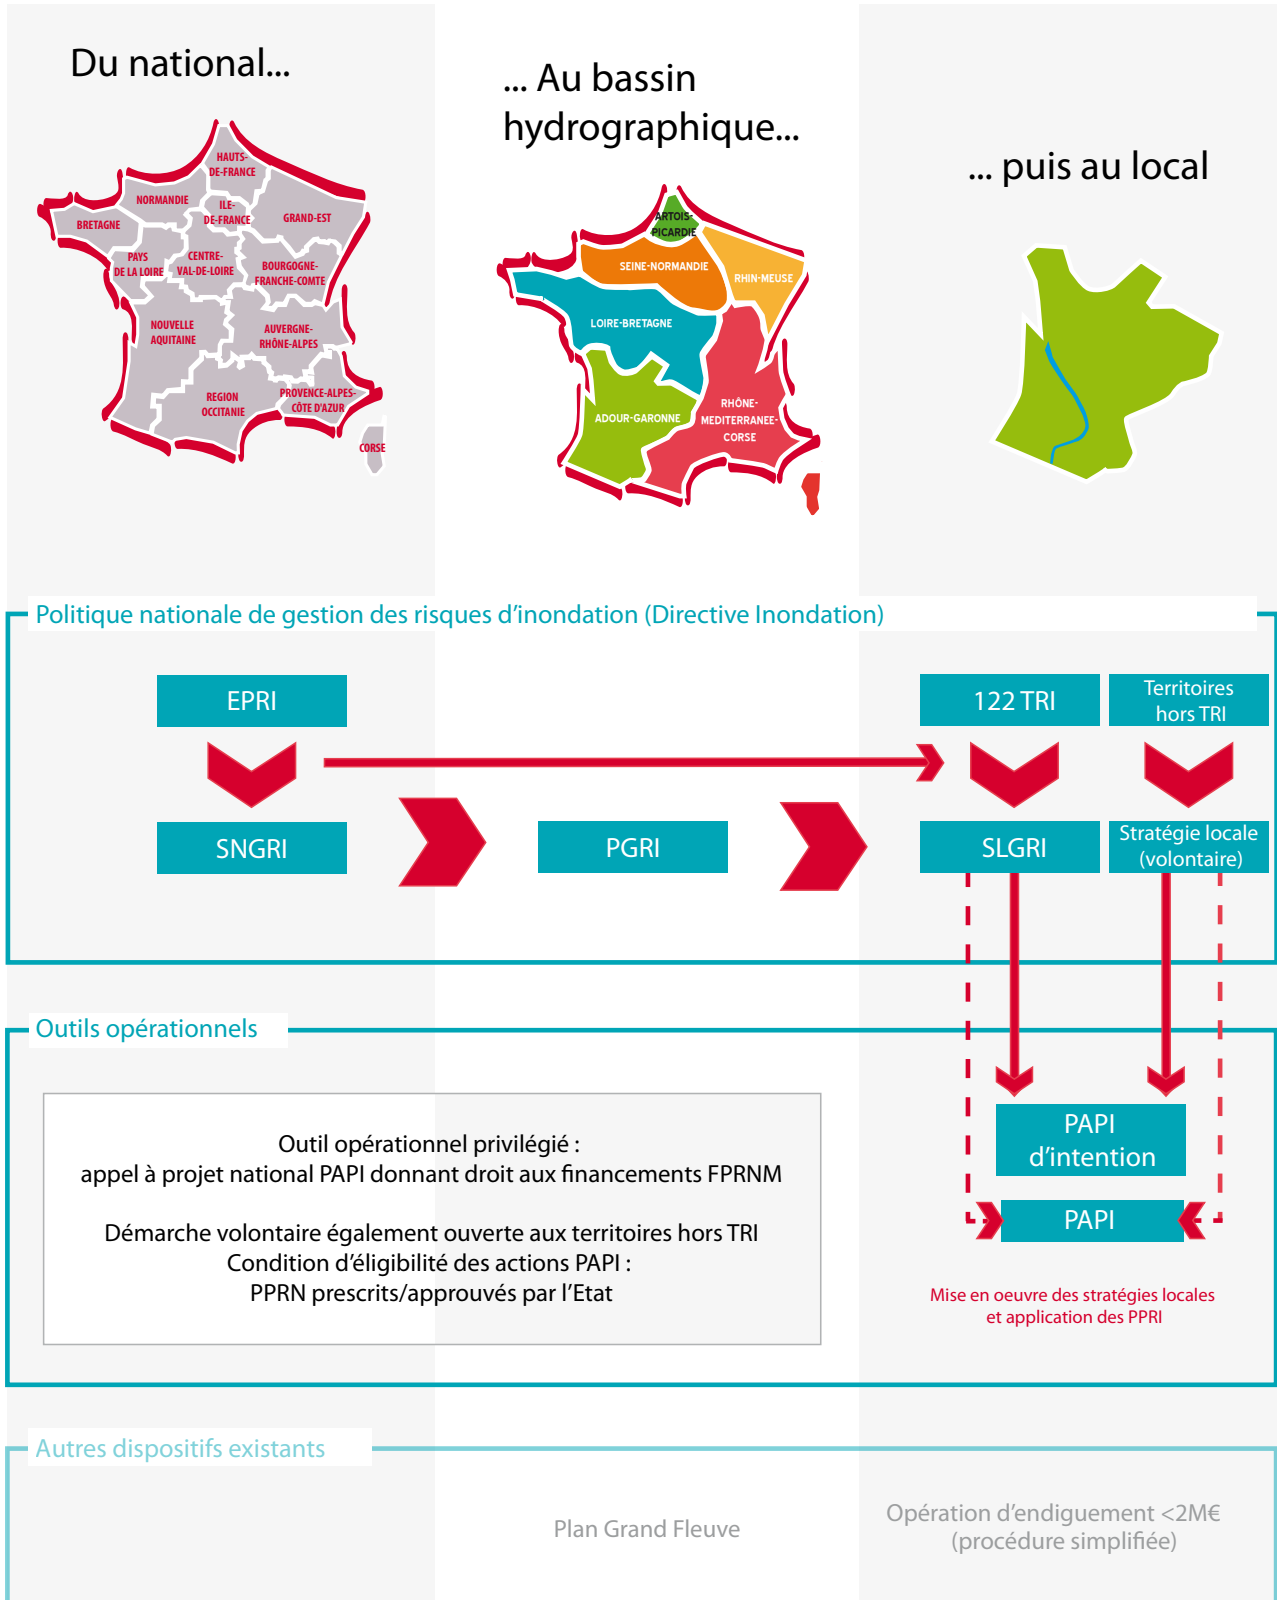 Du national...
... Au bassin
hydrographique...
... puis au local
HAUTS-
DE-FRANCE
NORMANDIE
ILE-
DE-FRANCE
GRAND-EST
BRETAGNE
PAYS
DE LA LOIRE
CENTRE-
VAL-DE-LOIRE
BOURGOGNE-
FRANCHE-COMTE
NOUVELLE
AQUITAINE
AUVERGNE-
RHÔNE-ALPES
REGION
OCCITANIE
PROVENCE-ALPES-
CÔTE D'AZUR
CORSE
ARTOIS-
PICARDIE
SEINE-NORMANDIE
RHIN-MEUSE
LOIRE-BRETAGNE
ADOUR-GARONNE
RHÔNE-
MEDITERRANEE-
CORSE
Politique nationale de gestion des risques d’inondation (Directive Inondation)
EPRI
122 TRI
Territoires
hors TRI
SNGRI
PGRI
SLGRI
Stratégie locale
(volontaire)
Outils opérationnels
Outil opérationnel privilégié :
appel à projet national PAPI donnant droit aux financements FPRNM
Démarche volontaire également ouverte aux territoires hors TRI
Condition d’éligibilité des actions PAPI :
PPRN prescrits/approuvés par l’Etat
PAPI
d’intention
PAPI
Mise en oeuvre des stratégies locales
et application des PPRI
Autres dispositifs existants
Plan Grand Fleuve
Opération d’endiguement <2M€
(procédure simplifiée)